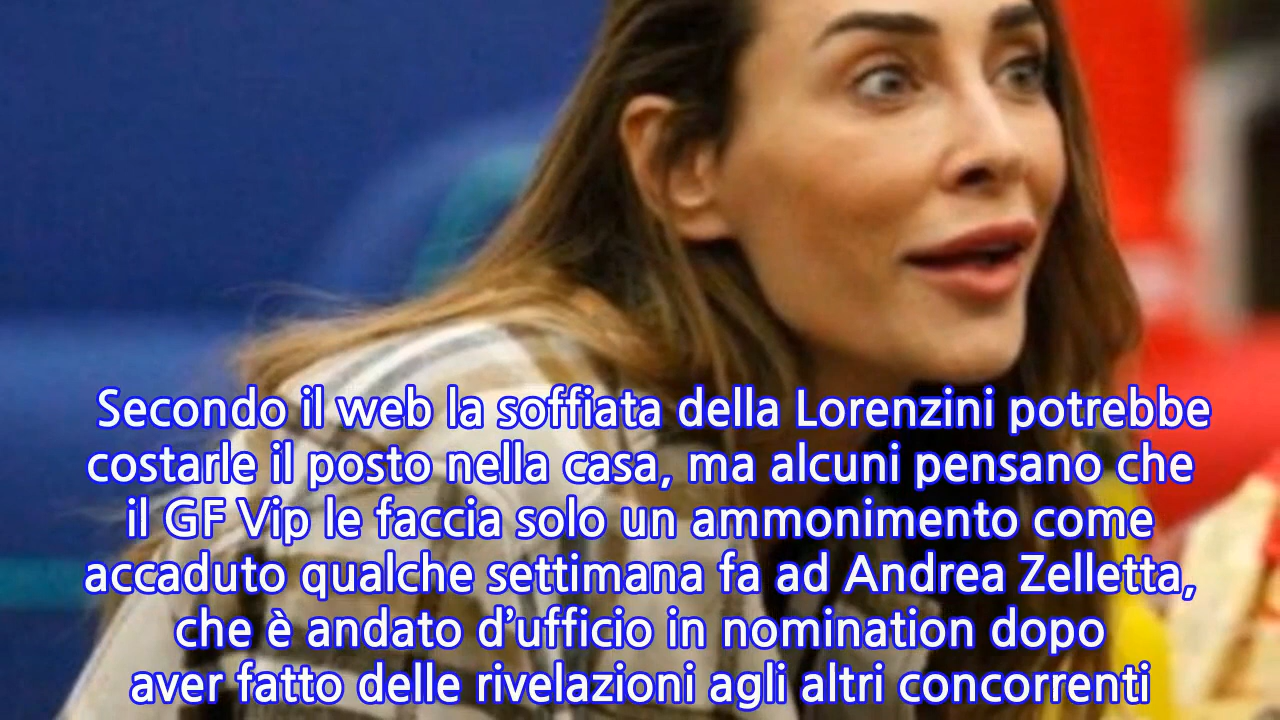 Secondo il web la soffiata della Lorenzini potrebbe
costarle il posto nella casa, ma alcuni pensano che
il GF Vip le faccia solo un ammonimento come
accaduto qualche settimana fa ad Andrea Zelletta,
che è andato d’ufficio in nomination dopo
aver fatto delle rivelazioni agli altri concorrenti